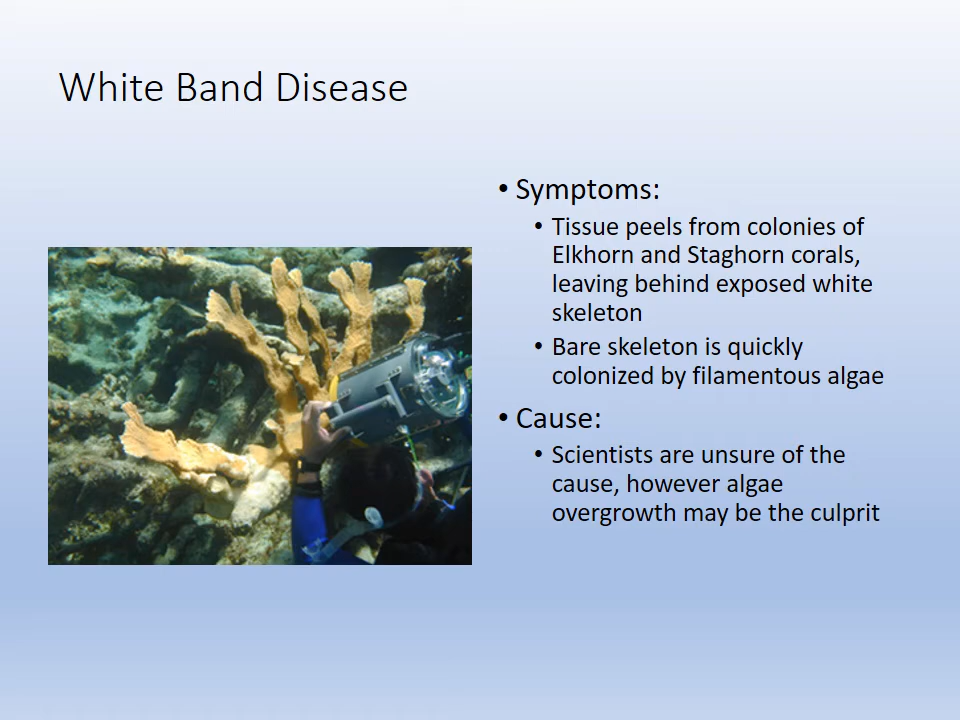 White Band Disease
• Symptoms:
• Tissue peels from colonies of
Elkhorn and Staghorn corals,
leaving behind exposed white
skeleton
• Bare skeleton is quickly
colonized by filamentous algae
• Cause:
• Scientists are unsure of the
cause, however algae
overgrowth may be the culprit